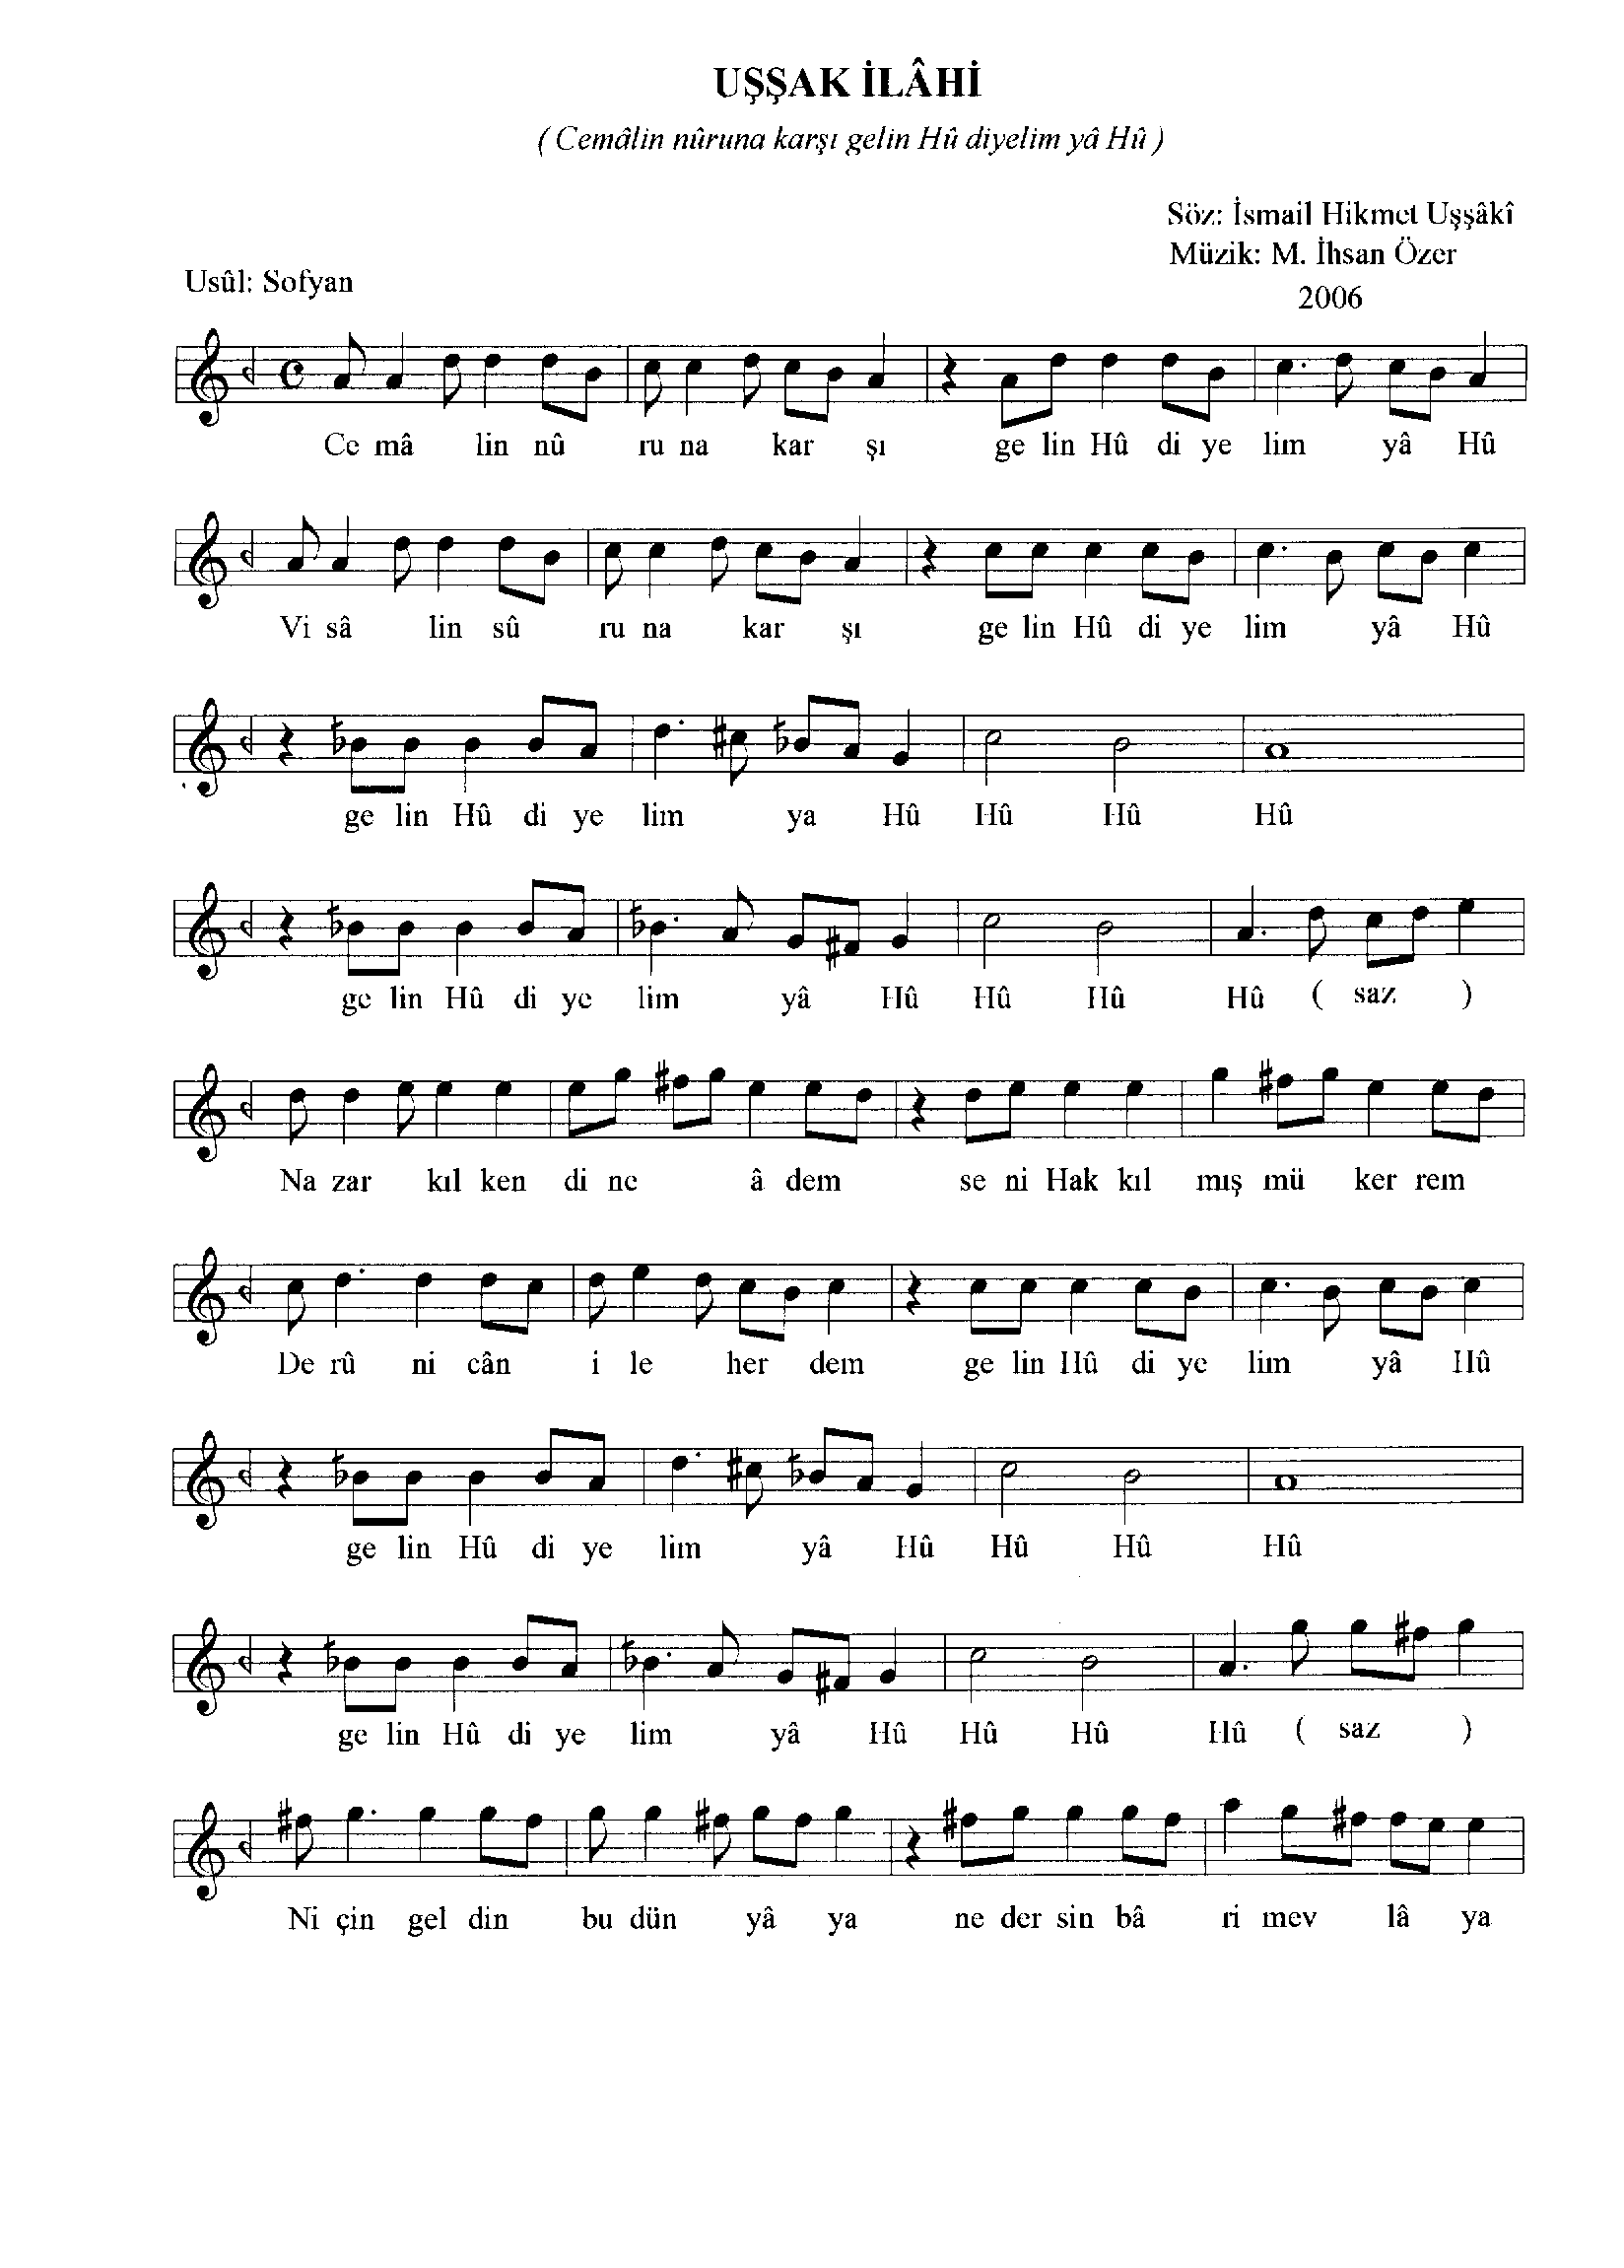 UŞŞAK İLÂHİ
( Cemâlin nûruna karşı gelin Hû diyelim yâ Hû )
Söz: İsmail Hikmet Uşşâkî
Müzik: M. İhsan Özer
Usûl: Sofyan
2006
Ce mâ lin nû ru na kar şı ge lin Hû di ye lim yâ Hû
Vi sâ lin sû ru na kar şı ge lin Hû di ye lim yâ Hû
ge lin Hû di ye lim ya Hû Hû Hû Hû
ge lin Hû di ye lim yâ Hû Hû Hû Hû ( saz )
Na zar kıl ken di ne â dem se ni Hak kıl mış mü ker rem
De rû ni cân i le her dem ge lin Hû di ye lim yâ Hû
ge lin Hû di ye lim yâ Hû Hû Hû Hû
ge lin Hû di ye lim yâ Hû Hû Hû Hû ( saz )
Ni çin gel din bu dün yâ ya ne der sin bâ ri mev lâ ya